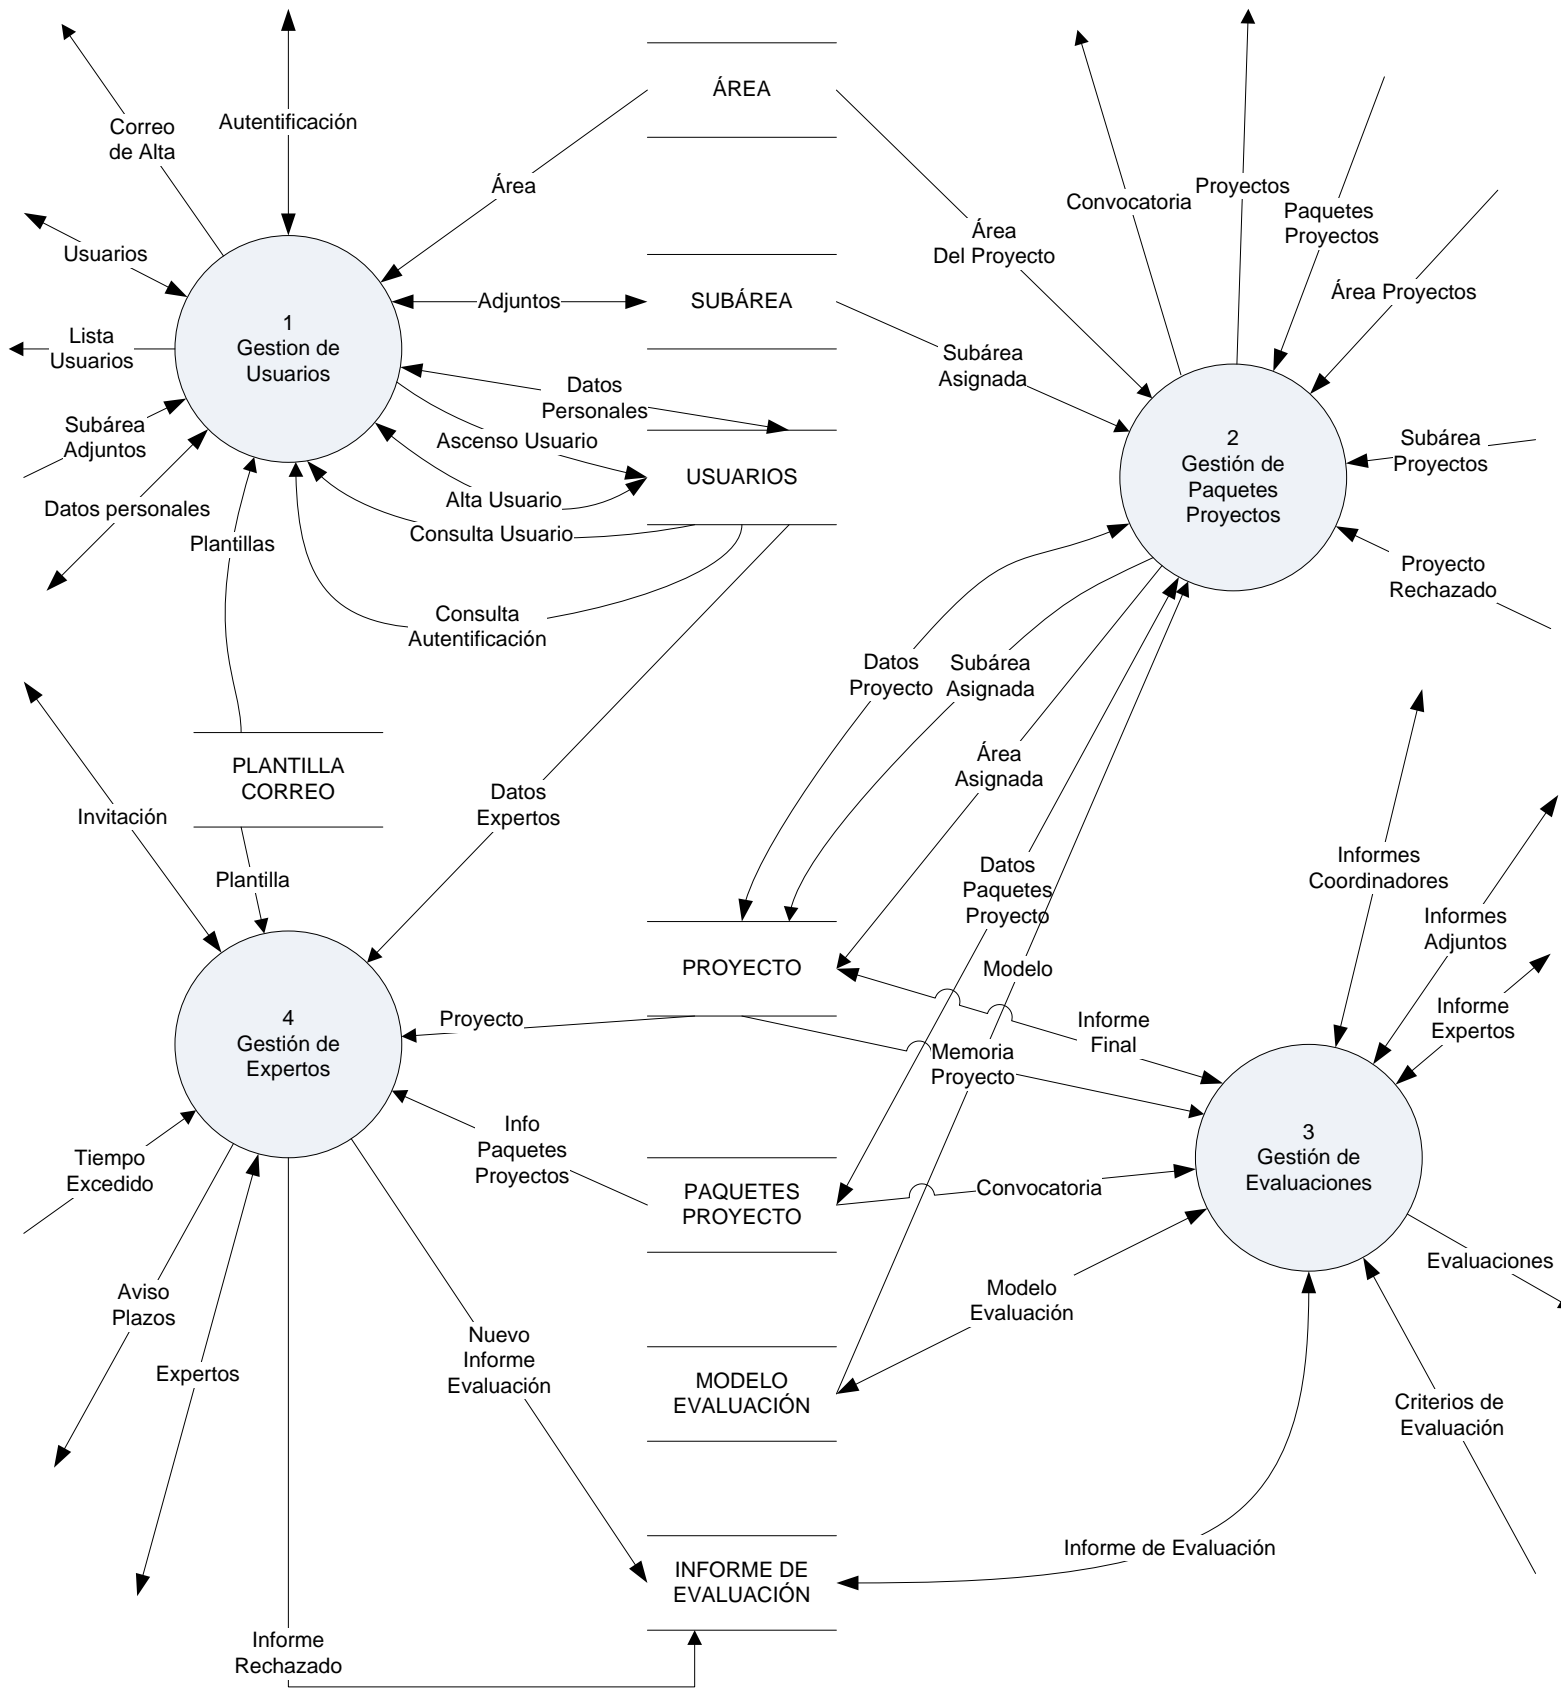 ÁREA
Autentificación
Correo
de Alta
Área
Usuarios
Adjuntos
SUBÁREA
1
Gestion de
Usuarios
Lista
Usuarios
Datos
Personales
Subárea
Adjuntos
Ascenso Usuario
USUARIOS
Alta Usuario
Datos personales
Consulta Usuario
Plantillas
Consulta
Autentificación
Convocatoria
Proyectos
Paquetes
Proyectos
Área
Del Proyecto
Área Proyectos
Subárea
Asignada
2
Gestión de
Paquetes
Proyectos
Subárea
Proyectos
Proyecto
Rechazado
Datos
Proyecto
Subárea
Asignada
Área
Asignada
PLANTILLA
CORREO
Invitación
Datos
Expertos
Plantilla
Datos
Paquetes
Proyecto
Informes
Coordinadores
Informes
Adjuntos
PROYECTO
Modelo
Informe
Expertos
4
Gestión de
Expertos
Proyecto
Informe
Final
Memoria
Proyecto
Info
Paquetes
Proyectos
3
Gestión de
Evaluaciones
Tiempo
Excedido
PAQUETES
PROYECTO
Convocatoria
Evaluaciones
Aviso
Plazos
Modelo
Evaluación
Nuevo
Informe
Evaluación
Expertos
MODELO
EVALUACIÓN
Criterios de
Evaluación
Informe de Evaluación
INFORME DE
EVALUACIÓN
Informe
Rechazado